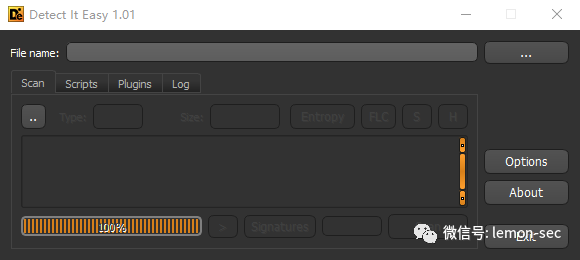 Detect It Easy 1.01
File name: ...
Scan Scripts Plugins Log
.. Type: Size: Entropy FLC S H
Options
About
100% > Signatures
微信号: lemon-sec
Exit